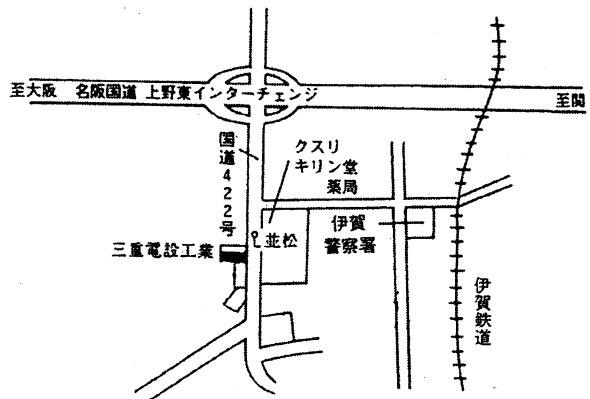 至大阪 名阪国道 上野東インターチェンジ
至関
国道422号
クスリ
キリン堂
薬局
伊賀
警察署
並松
三重電設工業
伊賀鉄道